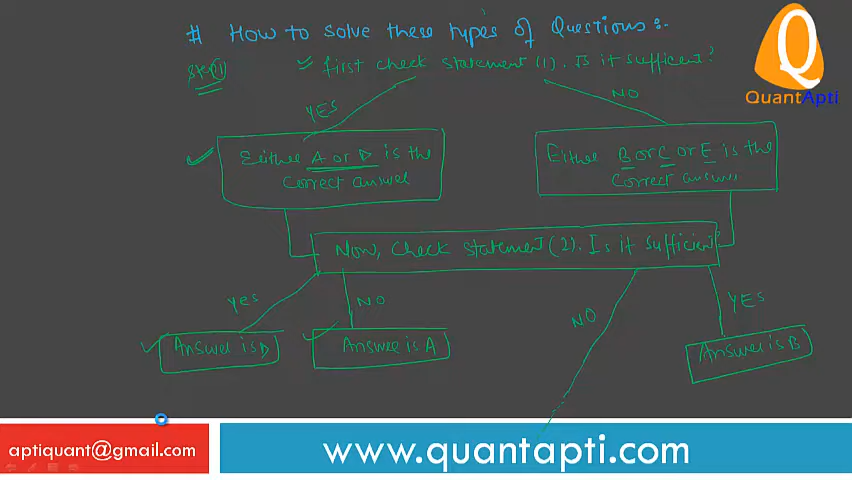 # How to solve these types of Questions:-
Step(1) ✓ first check statement (1). Is it sufficient?
QuantApti
YES
NO
Either A or D is the
correct answer
Either B or C or E is the
correct answer
Now, check statement (2). Is it sufficient?
yes
NO
NO
YES
Answer is D
Answer is A
Answer is B
aptiquant@gmail.com
www.quantapti.com